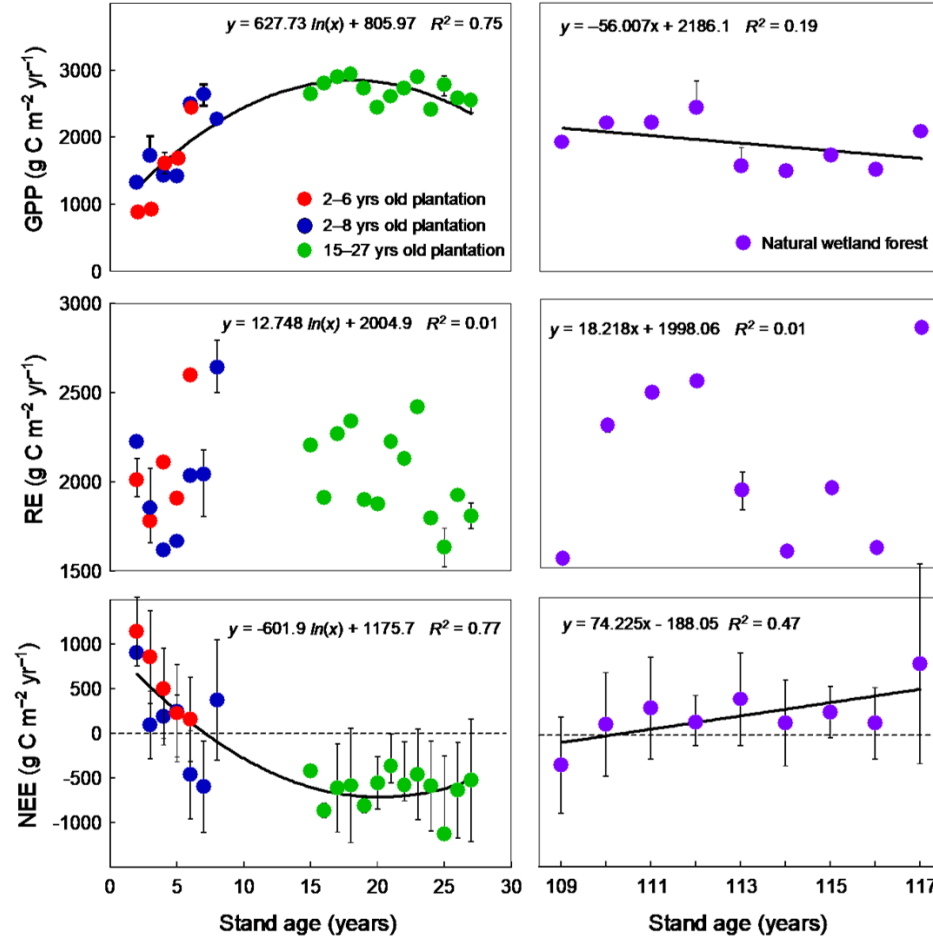 y = 627.73 ln(x) + 805.97 R² = 0.75
y = –56.007x + 2186.1 R² = 0.19
GPP (g C m⁻² yr⁻¹)
3000
2000
1000
0
2–6 yrs old plantation
2–8 yrs old plantation
15–27 yrs old plantation
Natural wetland forest
y = 12.748 ln(x) + 2004.9 R² = 0.01
y = 18.218x + 1998.06 R² = 0.01
RE (g C m⁻² yr⁻¹)
3000
2500
2000
1500
y = -601.9 ln(x) + 1175.7 R² = 0.77
y = 74.225x - 188.05 R² = 0.47
NEE (g C m⁻² yr⁻¹)
1000
500
0
-500
-1000
0 5 10 15 20 25 30
109 111 113 115 117
Stand age (years)
Stand age (years)